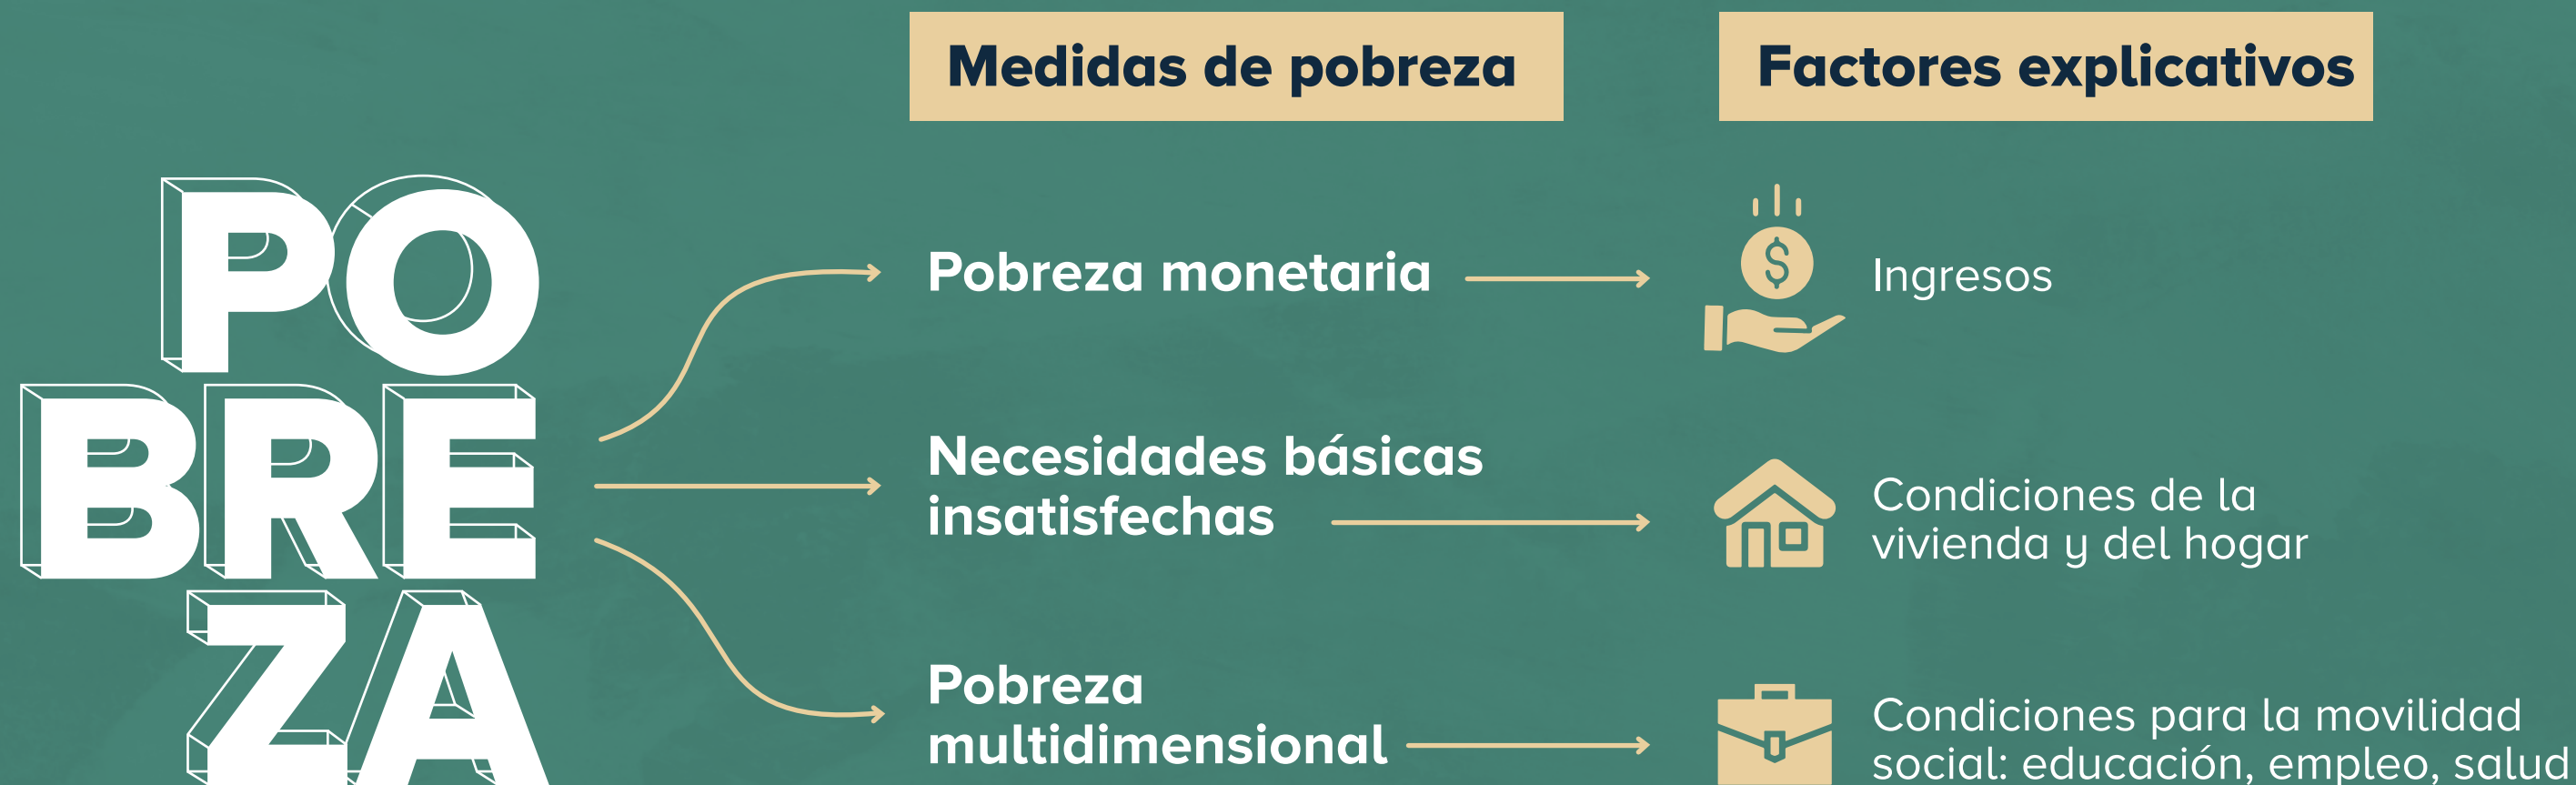 Medidas de pobreza
Factores explicativos
PO
BRE
ZA
Pobreza monetaria
Ingresos
Necesidades básicas
insatisfechas
Condiciones de la
vivienda y del hogar
Pobreza
multidimensional
Condiciones para la movilidad
social: educación, empleo, salud